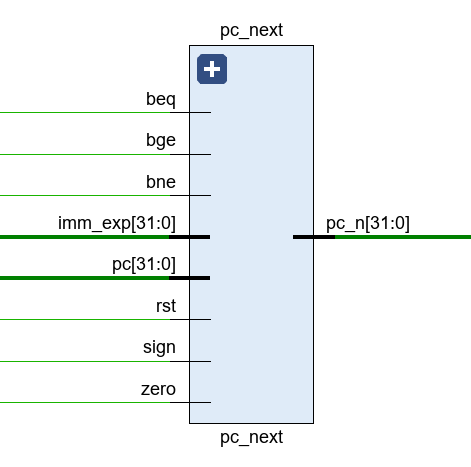 pc_next
beq
bge
bne
imm_exp[31:0]
pc_n[31:0]
pc[31:0]
rst
sign
zero
pc_next